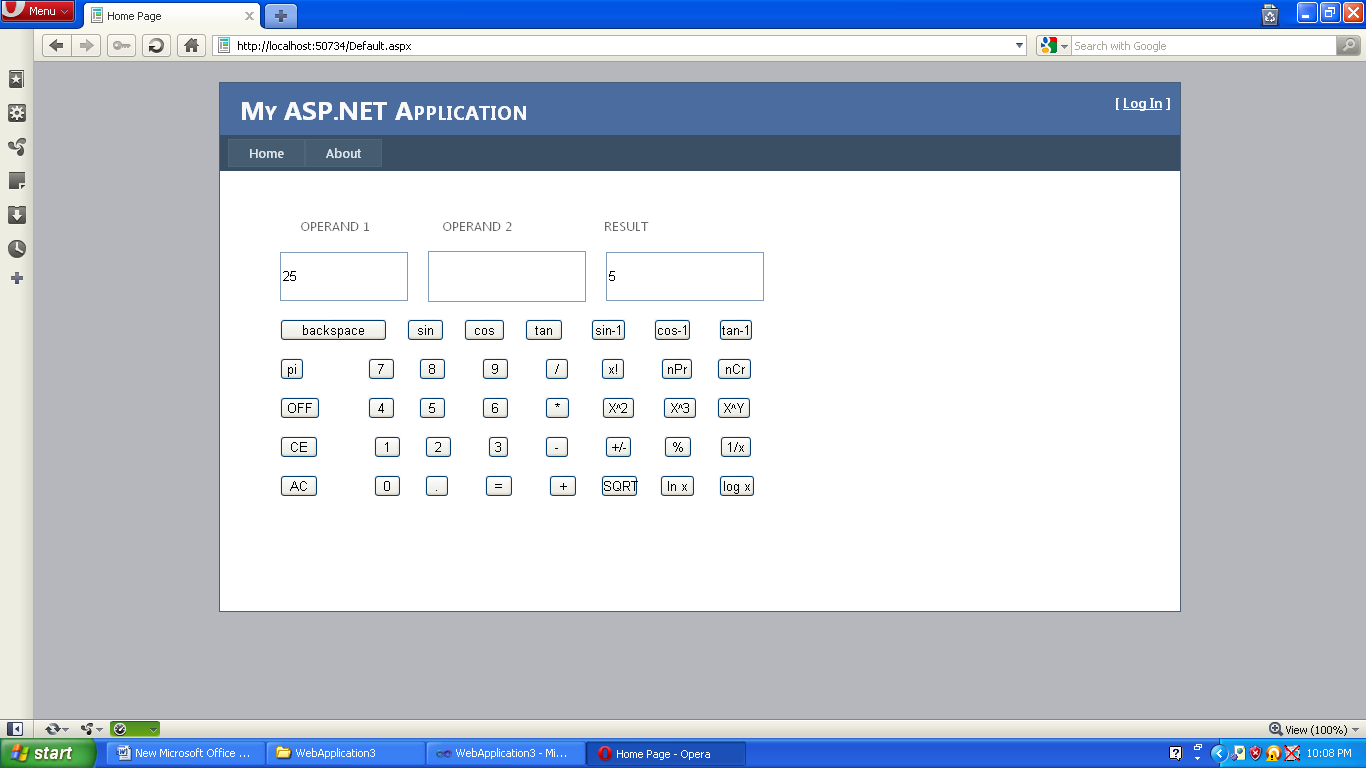 Menu
Home Page
http://localhost:50734/Default.aspx
Search with Google
My ASP.NET Application
[ Log In ]
Home About
OPERAND 1 OPERAND 2 RESULT
25 5
backspace sin cos tan sin-1 cos-1 tan-1
pi 7 8 9 / x! nPr nCr
OFF 4 5 6 * X^2 X^3 X^Y
CE 1 2 3 - +/- % 1/x
AC 0 . = + SQRT ln x log x
View (100%)
start
New Microsoft Office ...
WebApplication3
WebApplication3 - Mi...
Home Page - Opera
10:08 PM